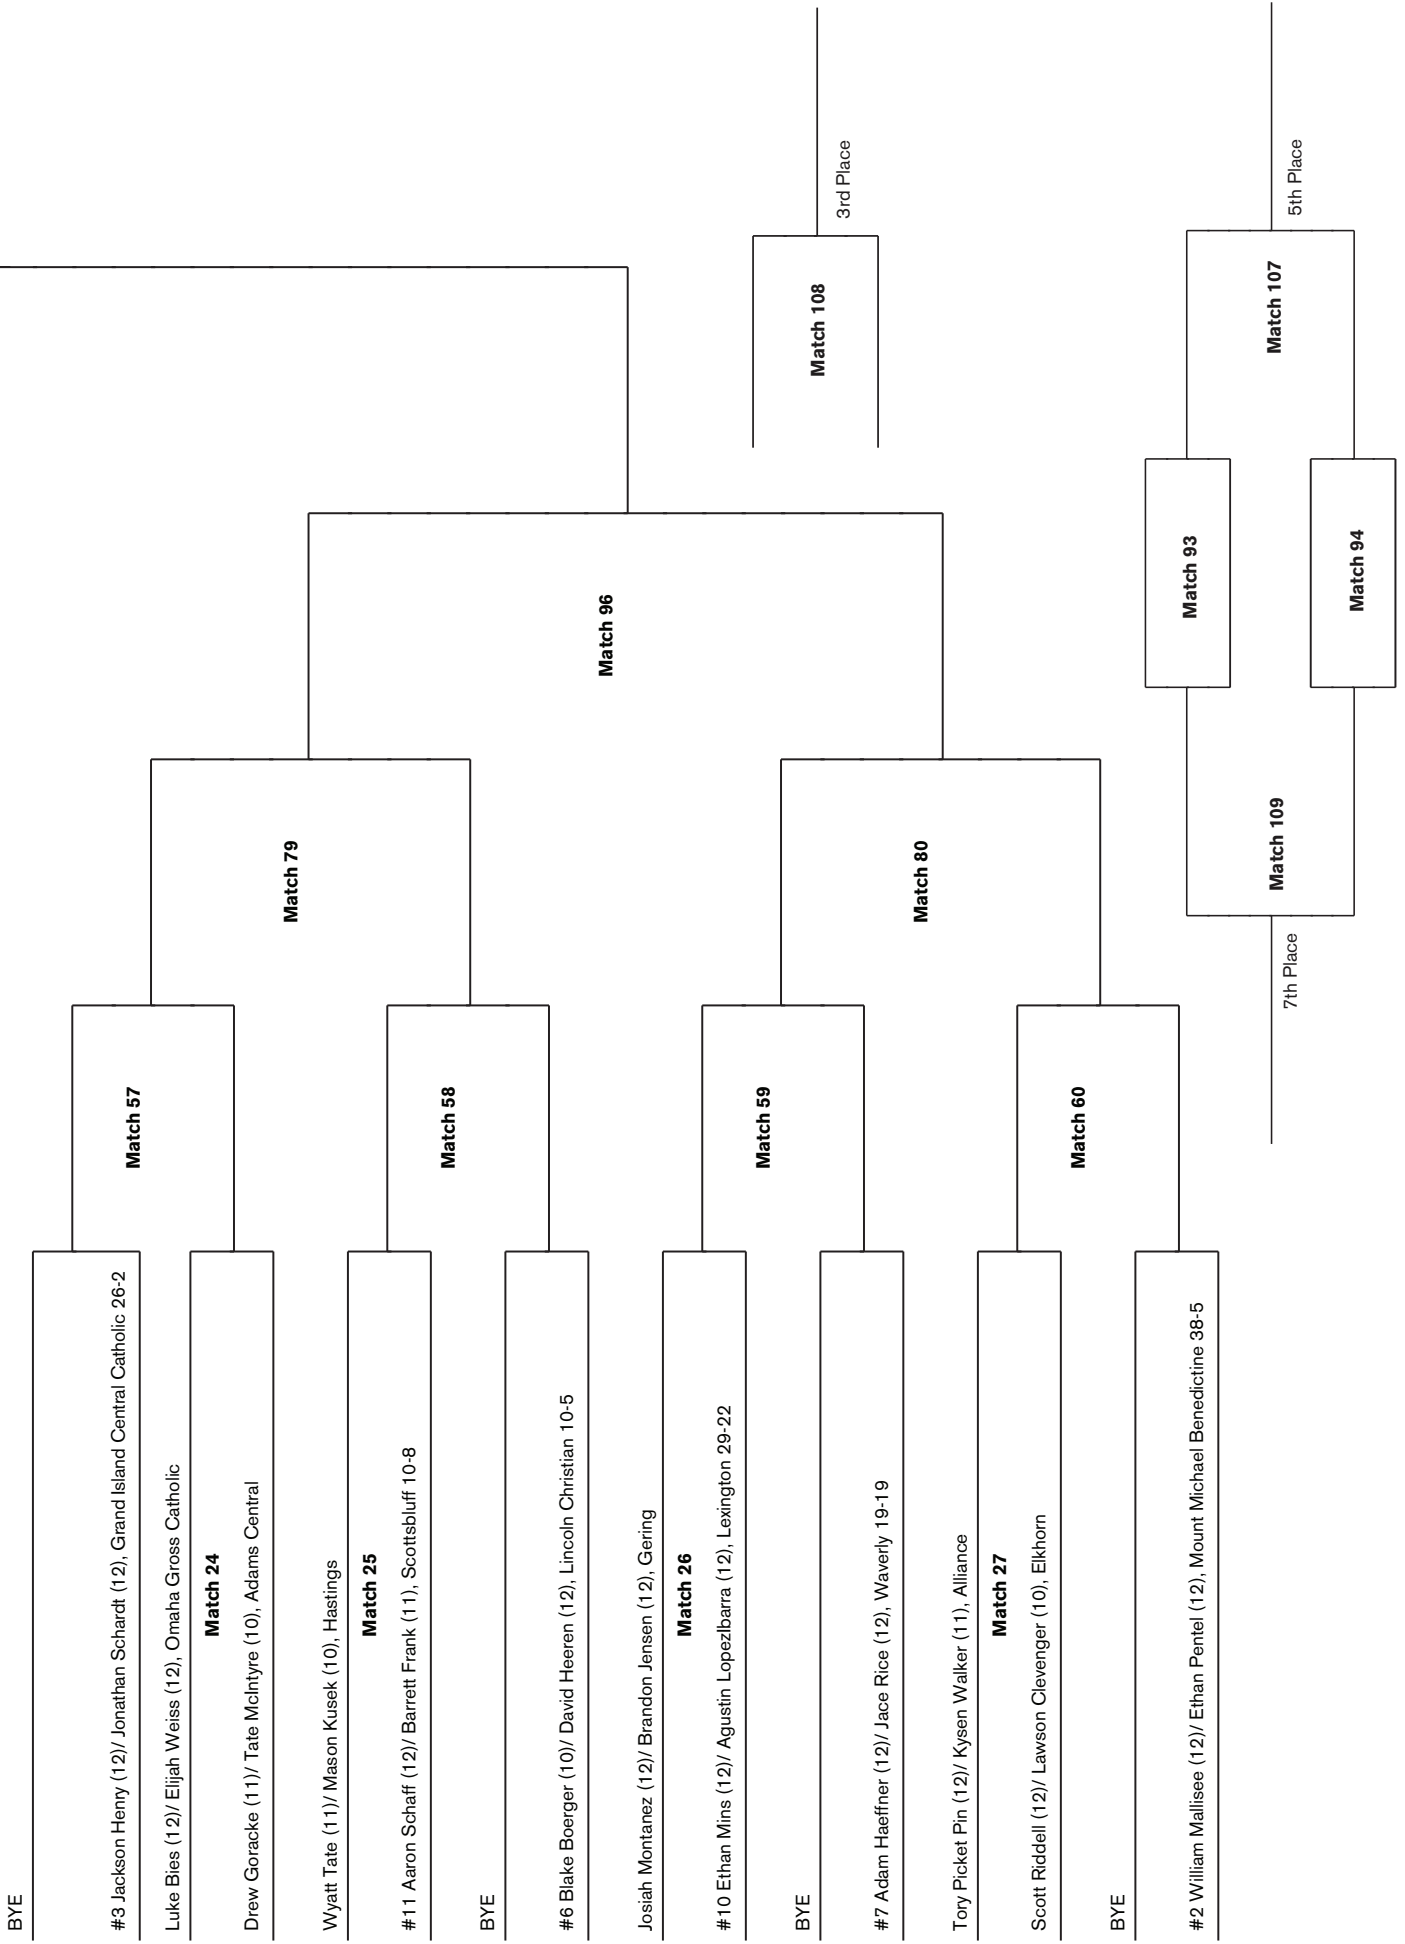 BYE
#3 Jackson Henry (12)/ Jonathan Schardt (12), Grand Island Central Catholic 26-2
Luke Bies (12)/ Elijah Weiss (12), Omaha Gross Catholic
Match 24
Drew Goracke (11)/ Tate McIntyre (10), Adams Central
Wyatt Tate (11)/ Mason Kusek (10), Hastings
Match 25
#11 Aaron Schaff (12)/ Barrett Frank (11), Scottsbluff 10-8
BYE
#6 Blake Boerger (10)/ David Heeren (12), Lincoln Christian 10-5
Josiah Montanez (12)/ Brandon Jensen (12), Gering
Match 26
#10 Ethan Mins (12)/ Agustin LopezIbarra (12), Lexington 29-22
BYE
#7 Adam Haeffner (12)/ Jace Rice (12), Waverly 19-19
Tory Picket Pin (12)/ Kysen Walker (11), Alliance
Match 27
Scott Riddell (12)/ Lawson Clevenger (10), Elkhorn
BYE
#2 William Mallisee (12)/ Ethan Pentel (12), Mount Michael Benedictine 38-5
Match 57
Match 58
Match 59
Match 60
Match 79
Match 80
Match 96
Match 108
3rd Place
7th Place
Match 109
Match 93
Match 94
Match 107
5th Place